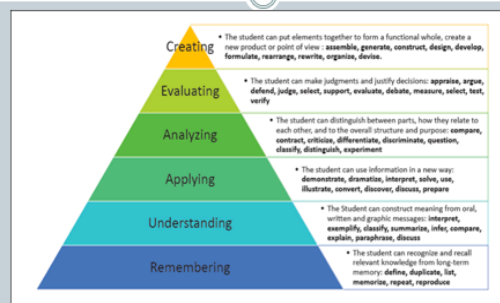 Creating
• The student can put elements together to form a functional whole, create a
new product or point of view : assemble, generate, construct, design, develop,
formulate, rearrange, rewrite, organize, devise.
Evaluating
• The student can make judgments and justify decisions: appraise, argue,
defend, judge, select, support, evaluate, debate, measure, select, test,
verify
Analyzing
• The student can distinguish between parts, how they relate to
each other, and to the overall structure and purpose: compare,
contract, criticize, differentiate, discriminate, question,
classify, distinguish, experiment
Applying
• The student can use information in a new way:
demonstrate, dramatize, interpret, solve, use,
illustrate, convert, discover, discuss, prepare
Understanding
• The Student can construct meaning from oral,
written and graphic messages: interpret,
exemplify, classify, summarize, infer, compare,
explain, paraphrase, discuss
Remembering
• The student can recognize and recall
relevant knowledge from long-term
memory: define, duplicate, list,
memorize, repeat, reproduce